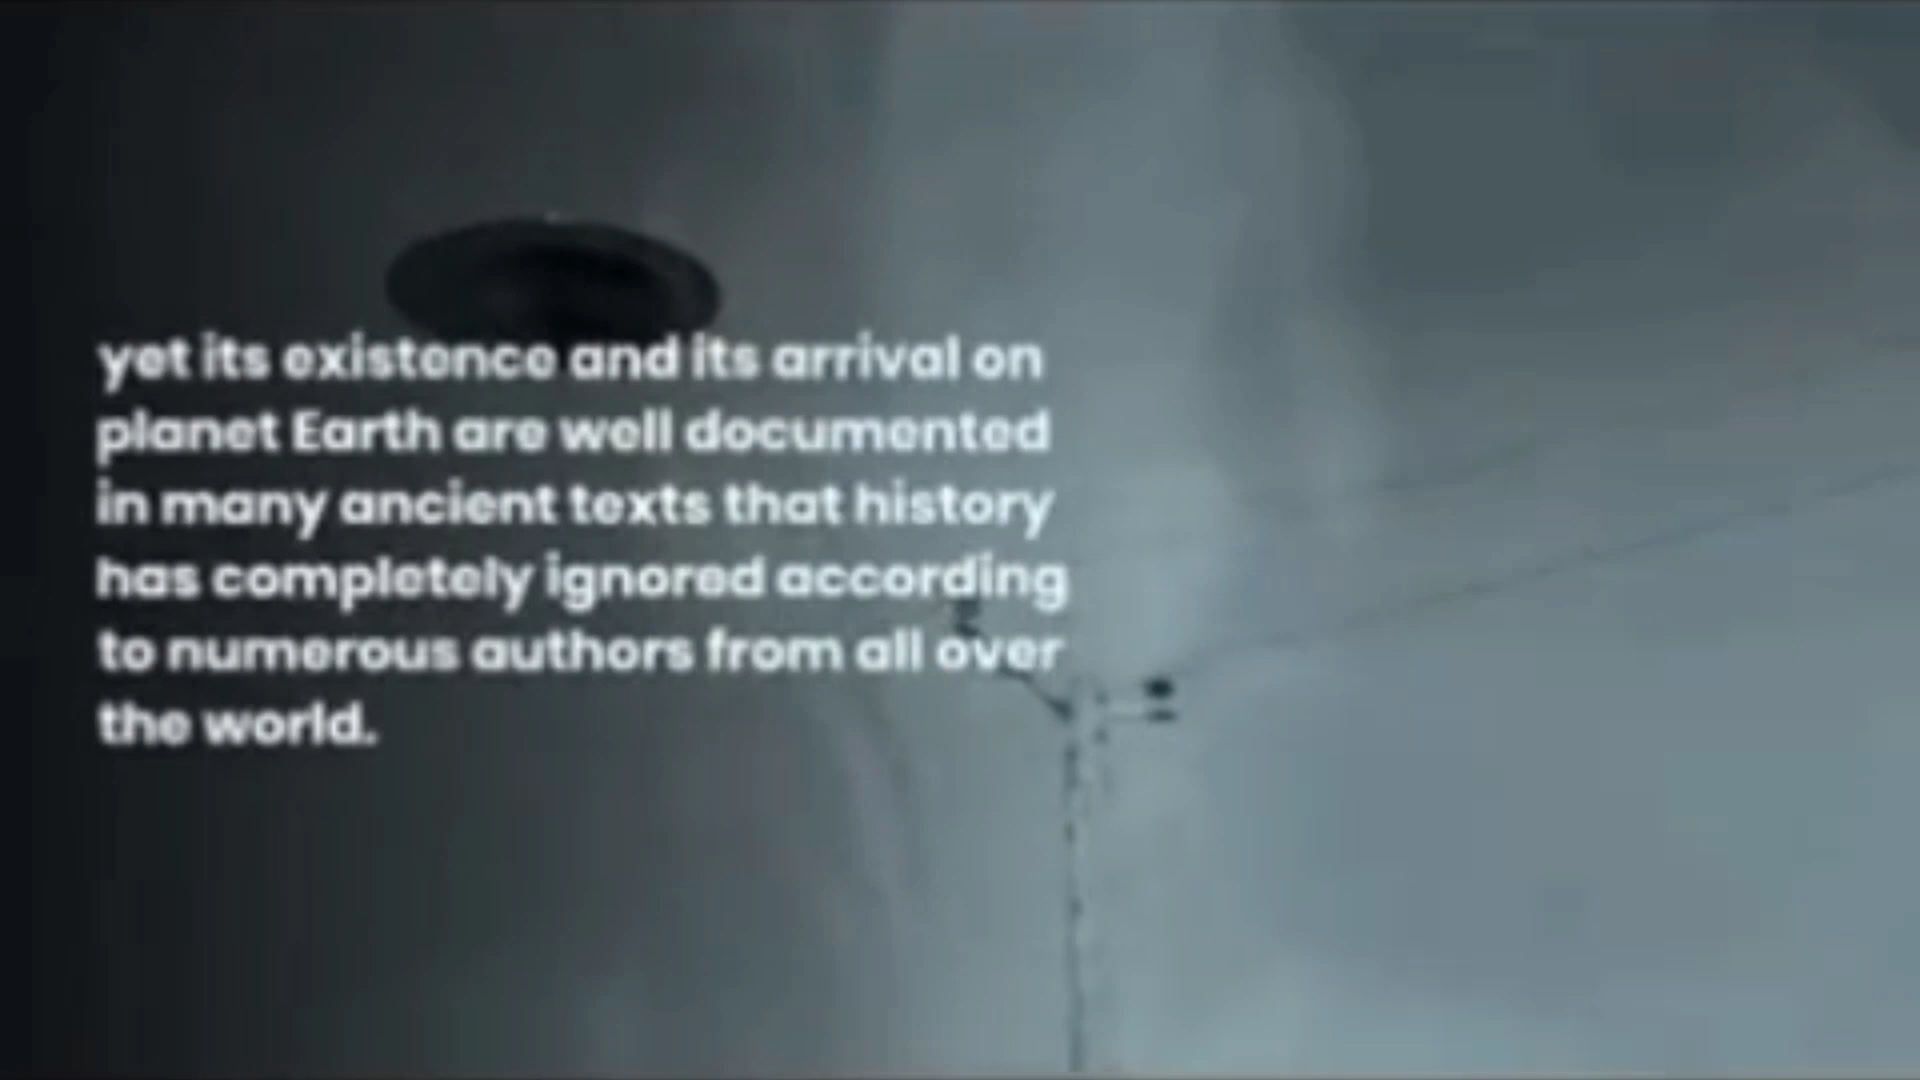 yet its existence and its arrival on
planet Earth are well documented
in many ancient texts that history
has completely ignored according
to numerous authors from all over
the world.